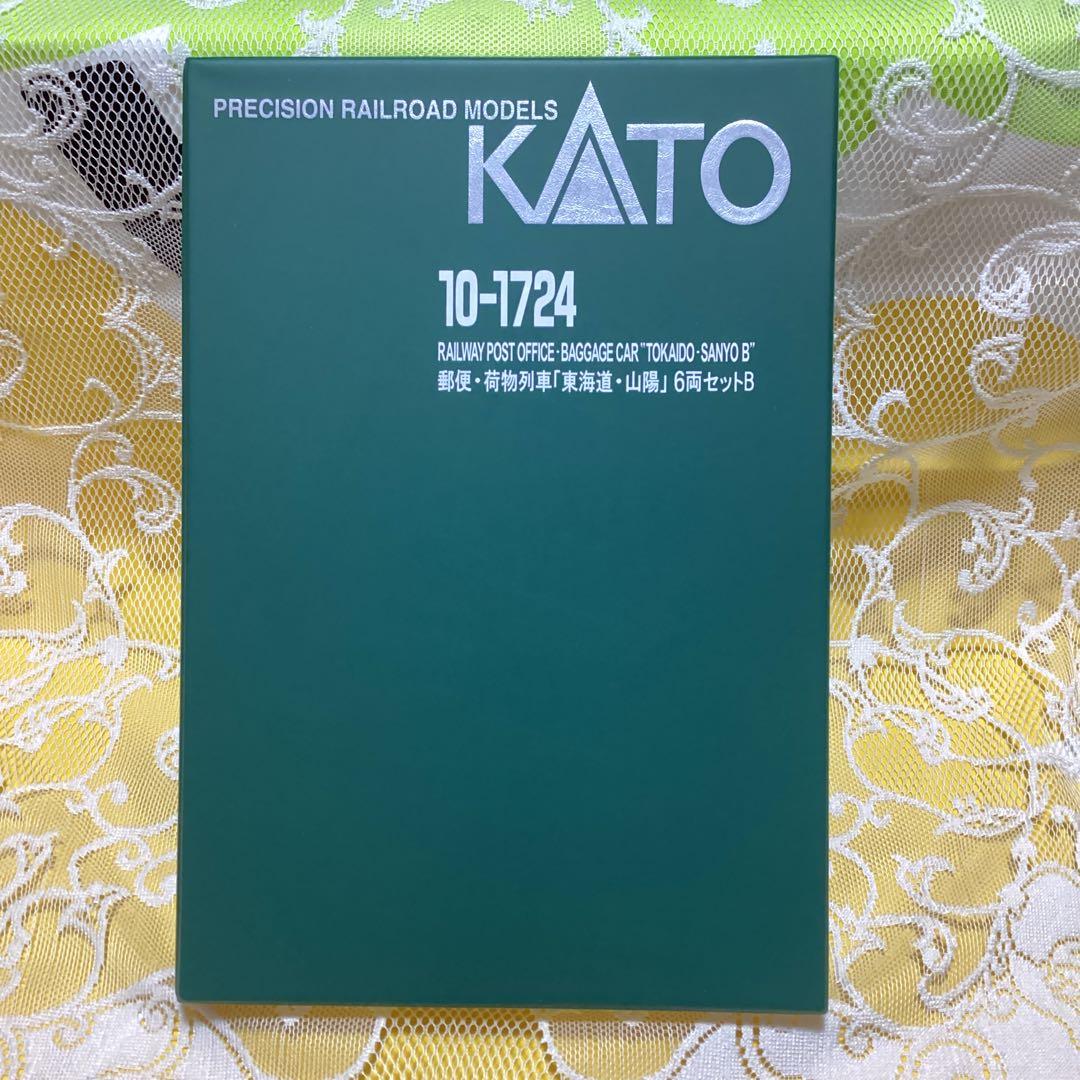 PRECISION RAILROAD MODELS
KATO
10-1724
RAILWAY POST OFFICE-BAGGAGE CAR "TOKAIDO-SANYO B"
郵便・荷物列車「東海道・山陽」6両セットB